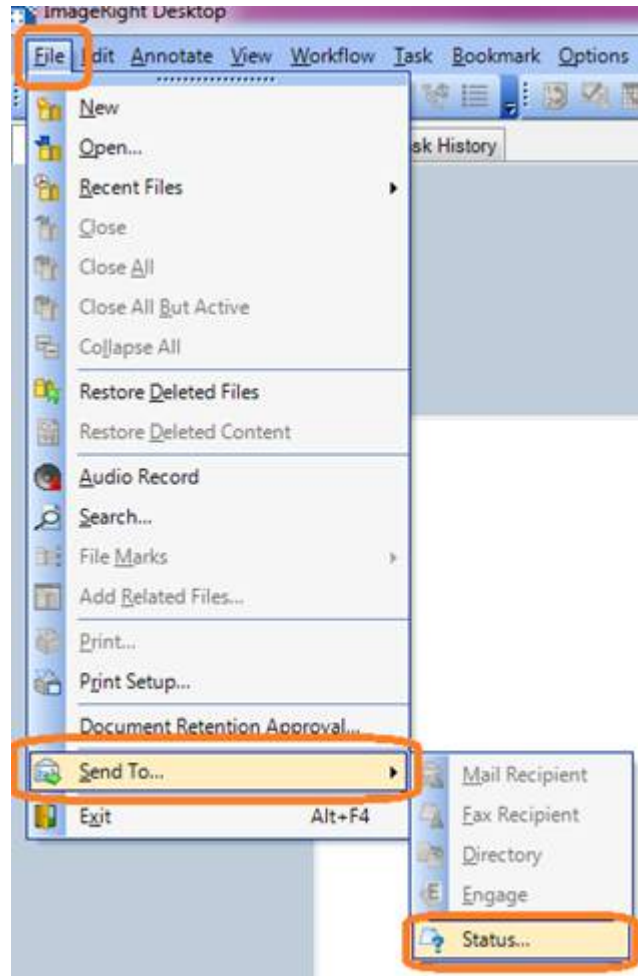 ImageRight Desktop
File Edit Annotate View Workflow Task Bookmark Options
New
sk History
Open...
Recent Files
Close
Close All
Close All But Active
Collapse All
Restore Deleted Files
Restore Deleted Content
Audio Record
Search...
File Marks
Add Related Files...
Print...
Print Setup...
Document Retention Approval...
Send To...
Exit Alt+F4
Mail Recipient
Fax Recipient
Directory
Engage
Status...